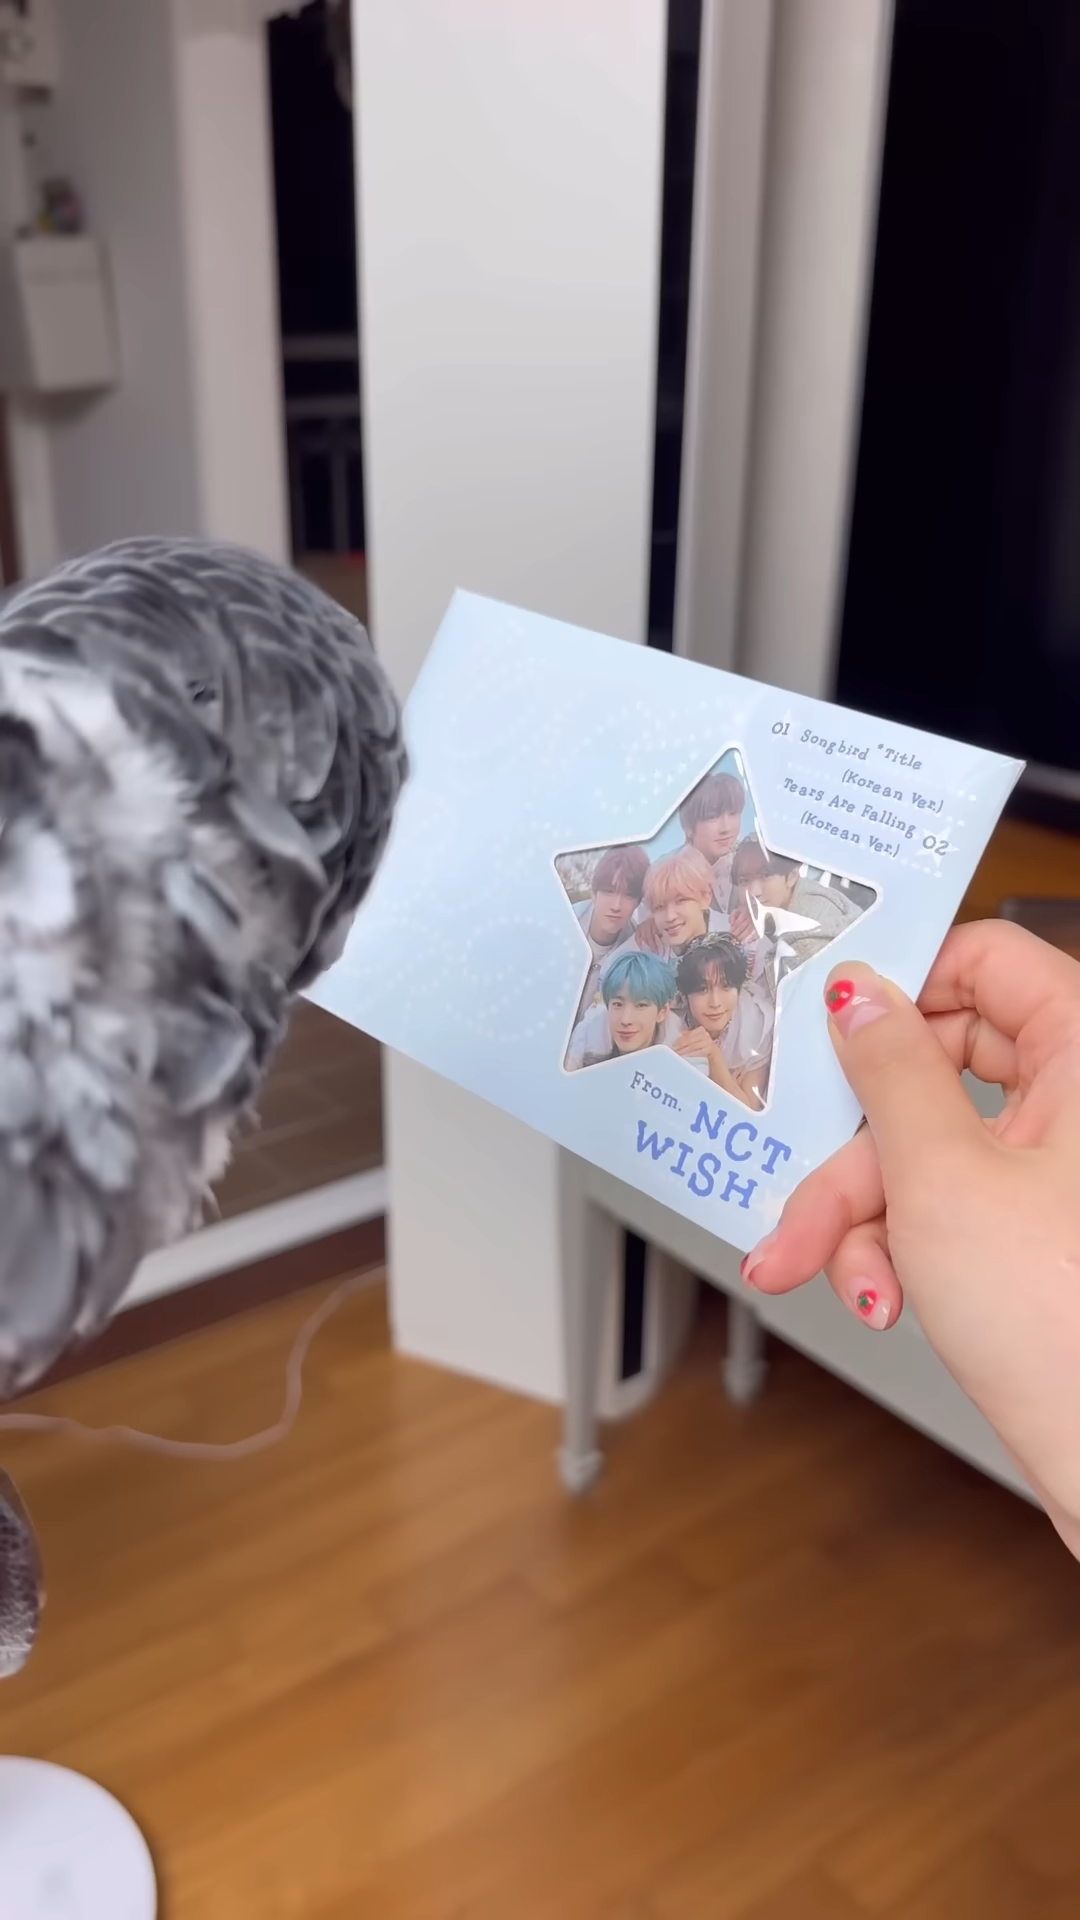 01 Songbird *Title
(Korean Ver.)
Tears Are Falling 02
(Korean Ver.)
From.
NCT
WISH